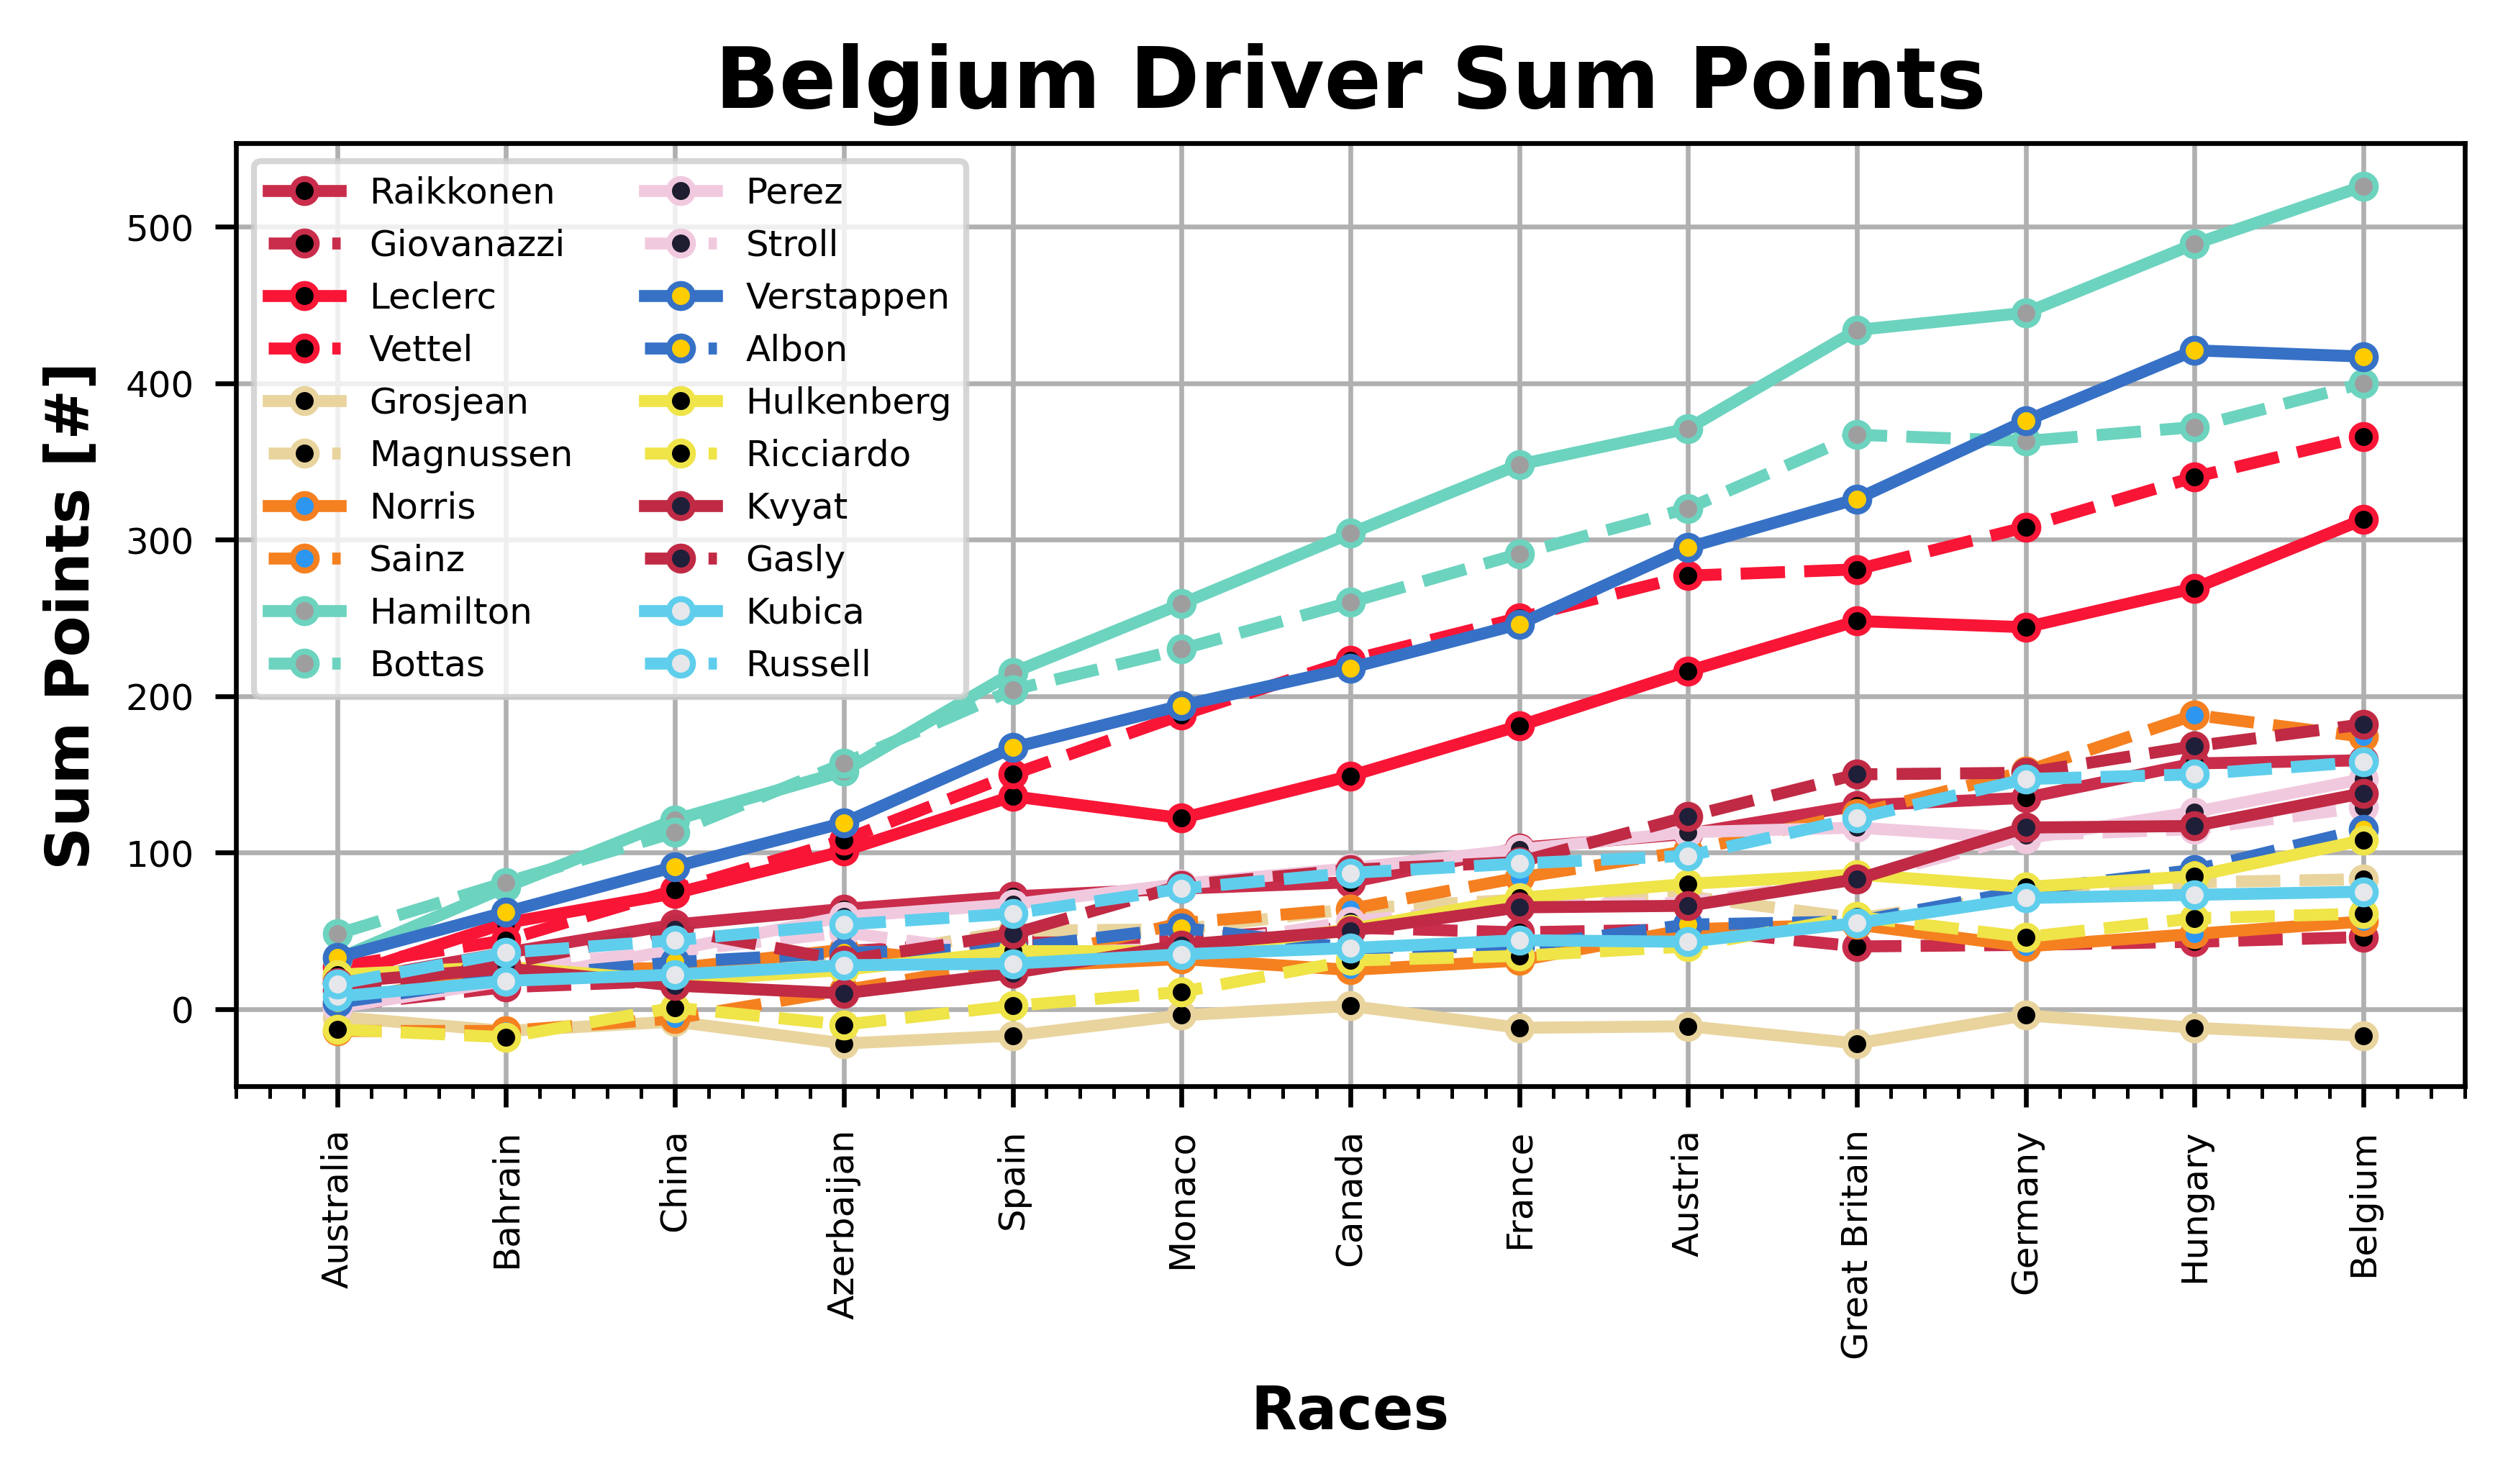 Belgium Driver Sum Points
Sum Points [#]
500
400
300
200
100
0
Raikkonen
Giovanazzi
Leclerc
Vettel
Grosjean
Magnussen
Norris
Sainz
Hamilton
Bottas
Perez
Stroll
Verstappen
Albon
Hulkenberg
Ricciardo
Kvyat
Gasly
Kubica
Russell
Australia
Bahrain
China
Azerbaijan
Spain
Monaco
Canada
France
Austria
Great Britain
Germany
Hungary
Belgium
Races